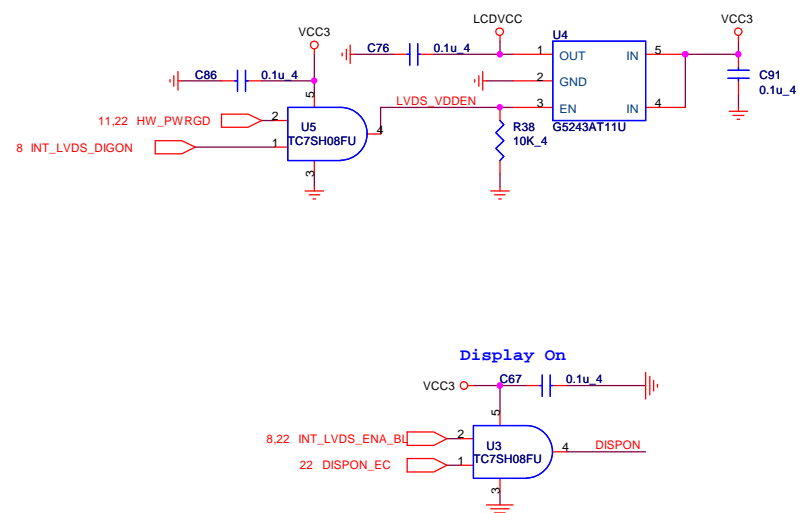 LCDVCC
VCC3
VCC3
U4
C76
0.1u_4
1
OUT
IN
5
C86
0.1u_4
2
GND
C91
0.1u_4
5
LVDS_VDDEN
3
EN
IN
4
11,22 HW_PWRGD
2
U5
G5243AT11U
R38
10K_4
8 INT_LVDS_DIGON
1
TC7SH08FU
4
3
Display On
VCC3
C67
0.1u_4
5
8,22 INT_LVDS_ENA_BL
2
U3
4
DISPON
22 DISPON_EC
1
TC7SH08FU
3